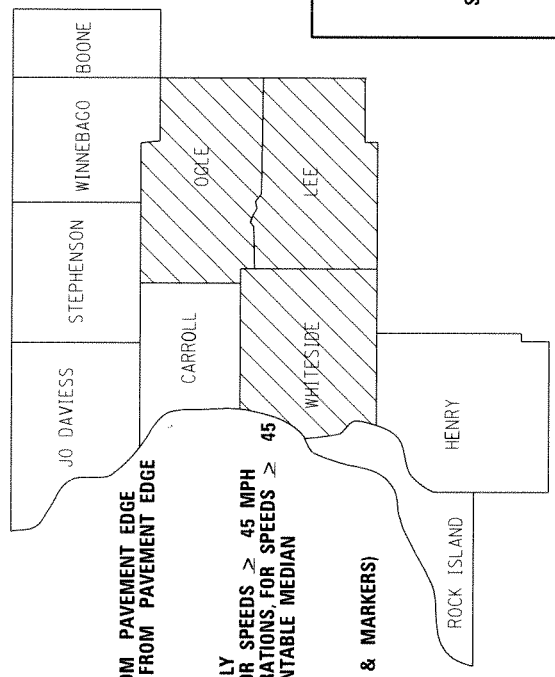 JO DAVIESS
STEPHENSON
WINNEBAGO
BOONE
CARROLL
OGLE
LEE
WHITESIDE
HENRY
ROCK ISLAND
OM PAVEMENT EDGE
FROM PAVEMENT EDGE
LY
OR SPEEDS ≥ 45 MPH
RATIONS, FOR SPEEDS ≥ 45
NTABLE MEDIAN
& MARKERS)
S